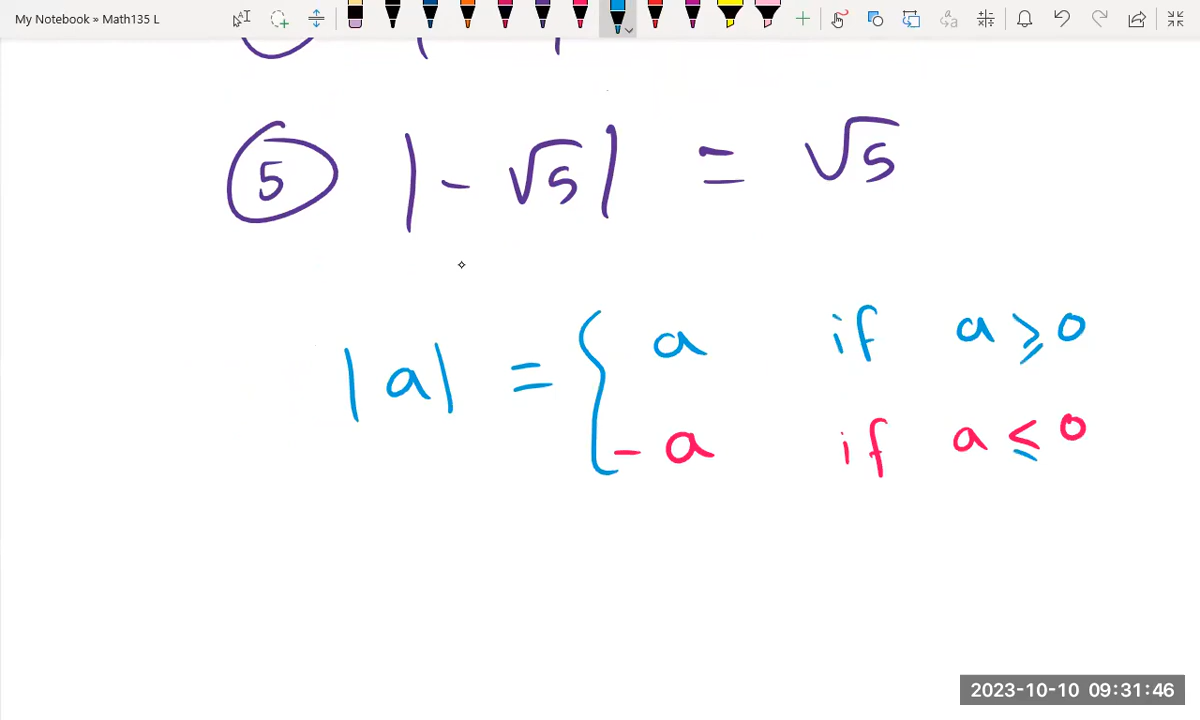 My Notebook » Math135 L
5 |-√5| = √5
|a| = { a if a ⩾ 0
-a if a ≤ 0
2023-10-10 09:31:46